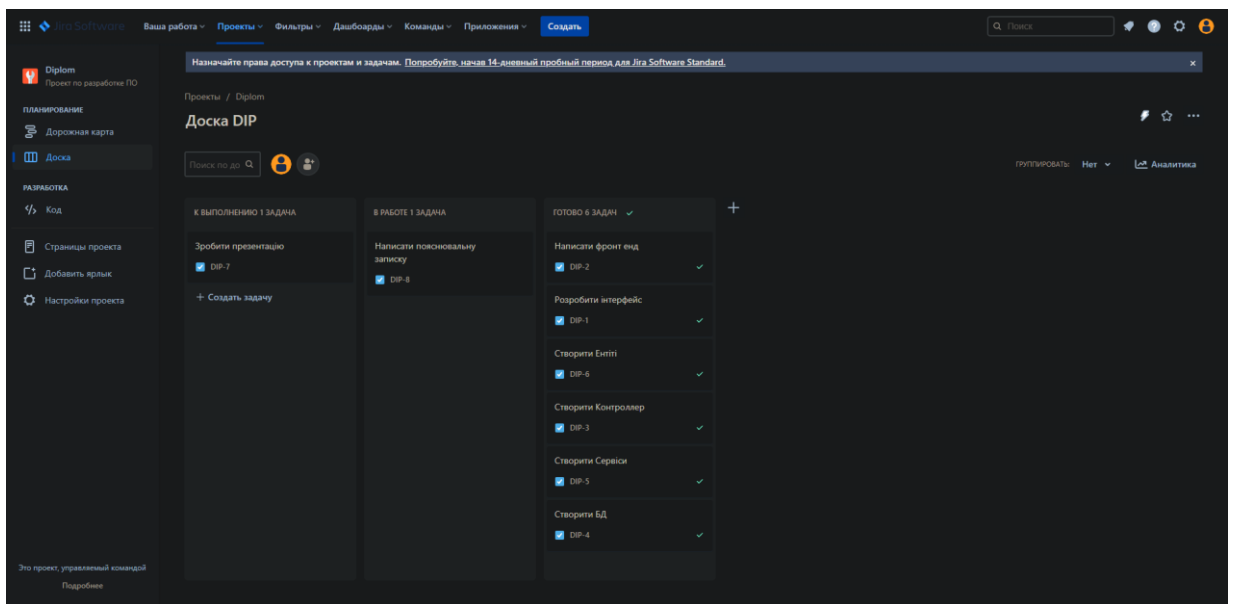 Jira Software Ваша работа Проекты Фильтры Дашбоарды Команды Приложения Создать Поиск
Назначайте права доступа к проектам и задачам. Попробуйте, начав 14-дневный пробный период для Jira Software Standard.
Diplom
Проект по разработке ПО
ПЛАНИРОВАНИЕ
Дорожная карта
Доска
РАЗРАБОТКА
Код
Страницы проекта
Добавить ярлык
Настройки проекта
Это проект, управляемый командой
Подробнее
Проекты / Diplom
Доска DIP
Поиск по до
ГРУППИРОВАТЬ: Нет Аналитика
К ВЫПОЛНЕНИЮ 1 ЗАДАЧА
Зробити презентацію
DIP-7
+ Создать задачу
В РАБОТЕ 1 ЗАДАЧА
Написати пояснювальну
записку
DIP-8
ГОТОВО 6 ЗАДАЧ
Написати фронт енд
DIP-2
Розробити інтерфейс
DIP-1
Створити Ентіті
DIP-6
Створити Контроллер
DIP-3
Створити Сервіси
DIP-5
Створити БД
DIP-4